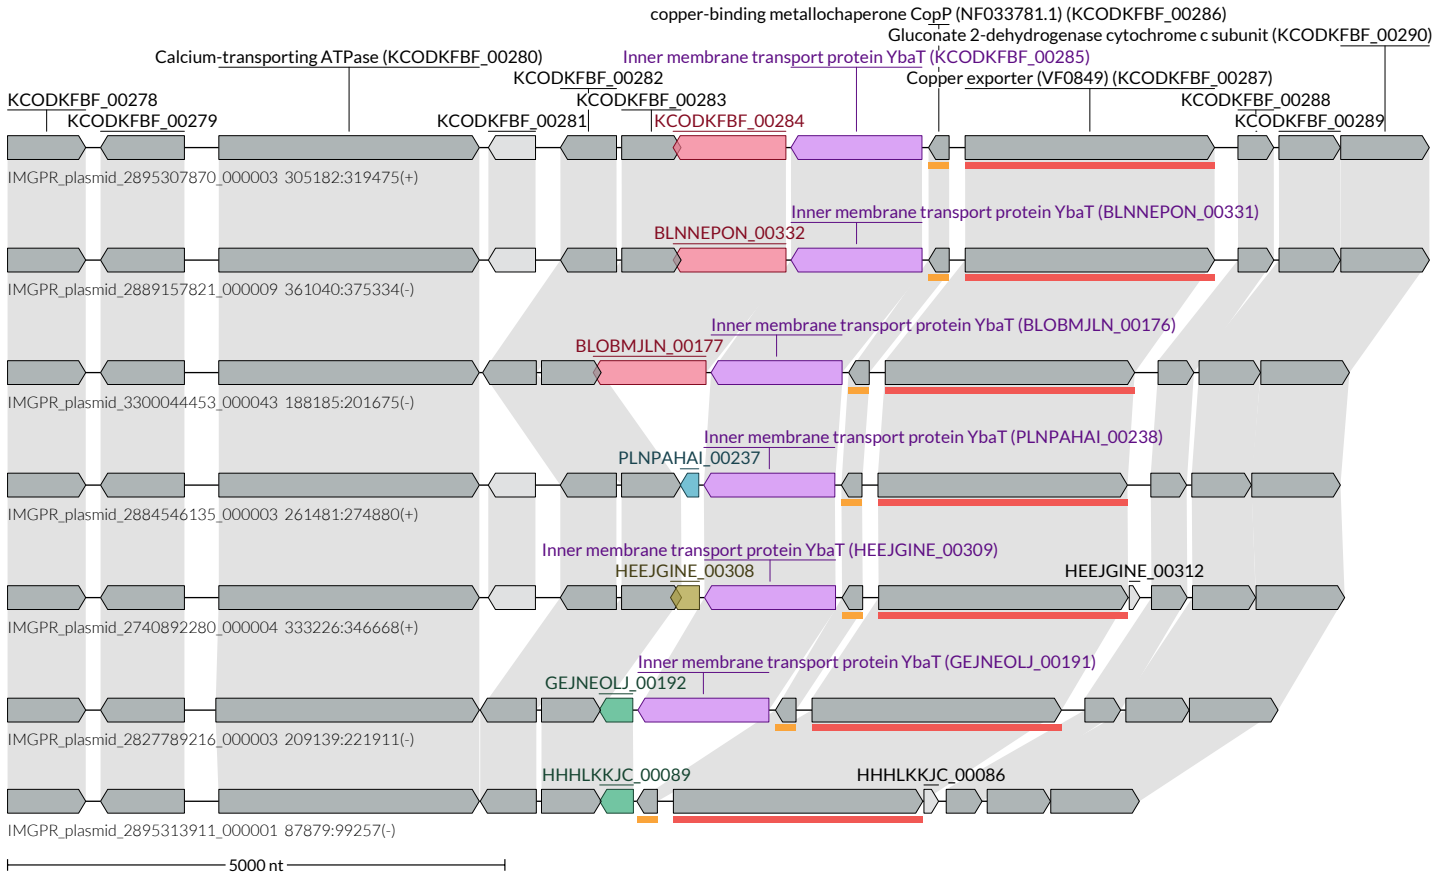 copper-binding metallochaperone CopP (NF033781.1) (KCODKFBF_00286)
Gluconate 2-dehydrogenase cytochrome c subunit (KCODKFBF_00290)
Calcium-transporting ATPase (KCODKFBF_00280)
Inner membrane transport protein YbaT (KCODKFBF_00285)
KCODKFBF_00282
Copper exporter (VF0849) (KCODKFBF_00287)
KCODKFBF_00278
KCODKFBF_00283
KCODKFBF_00288
KCODKFBF_00279
KCODKFBF_00281
KCODKFBF_00284
KCODKFBF_00289
IMGPR_plasmid_2895307870_000003 305182:319475(+)
Inner membrane transport protein YbaT (BLNNEPON_00331)
BLNNEPON_00332
IMGPR_plasmid_2889157821_000009 361040:375334(-)
Inner membrane transport protein YbaT (BLOBMJLN_00176)
BLOBMJLN_00177
IMGPR_plasmid_3300044453_000043 188185:201675(-)
Inner membrane transport protein YbaT (PLNPAHAI_00238)
PLNPAHAI_00237
IMGPR_plasmid_2884546135_000003 261481:274880(+)
Inner membrane transport protein YbaT (HEEJGINE_00309)
HEEJGINE_00308
HEEJGINE_00312
IMGPR_plasmid_2740892280_000004 333226:346668(+)
Inner membrane transport protein YbaT (GEJNEOLJ_00191)
GEJNEOLJ_00192
IMGPR_plasmid_2827789216_000003 209139:221911(-)
HHHLKKJC_00089
HHHLKKJC_00086
IMGPR_plasmid_2895313911_000001 87879:99257(-)
5000 nt